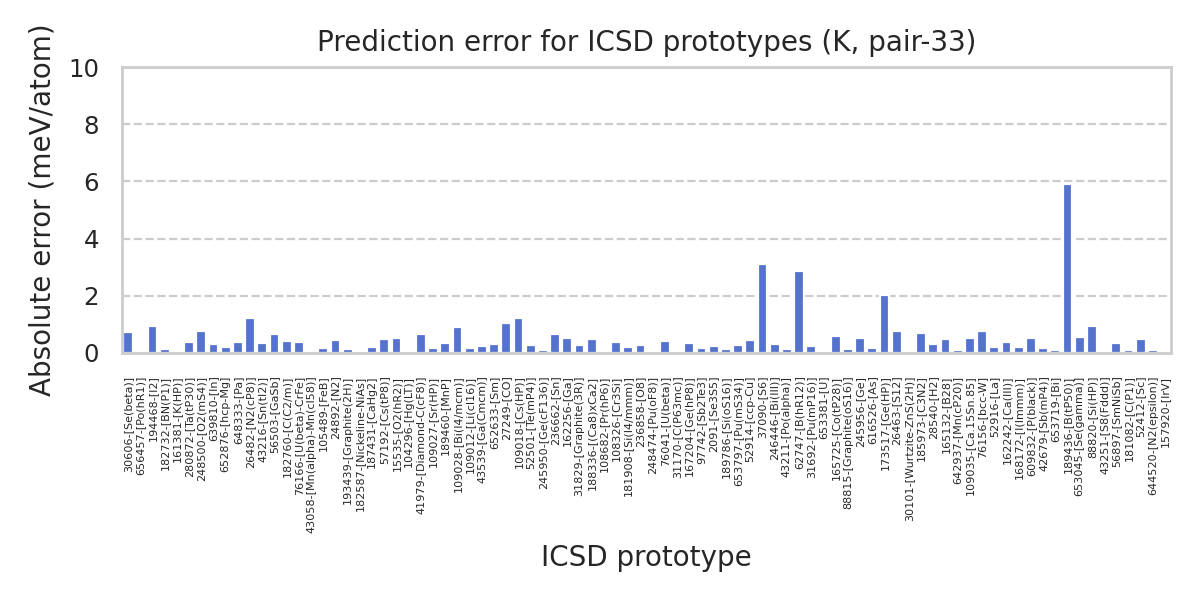 Prediction error for ICSD prototypes (K, pair-33)
Absolute error (meV/atom)
10
8
6
4
2
0
30606-[Se(beta)]
656457-[Po(hR1)]
194468-[I2]
182732-[BN(P1)]
16381-[K(HP)]
280872-[Ta(tP30)]
248500-[O2(mS4)]
639810-[In]
652876-[hcp-Mg]
648333-[Pa]
26482-[N2(cP8)]
43216-[Sn(tI2)]
56503-[GaSb]
182760-[C(C2/m)]
76166-[U(beta)-CrFe]
43058-[Mn(alpha)-Mn(cI58)]
105489-[FeB]
24892-[N2]
193439-[Graphite(2H)]
182587-[Nickeline-NiAs]
187431-[CaHg2]
57192-[Cs(tP8)]
15535-[O2(hR2)]
104296-[Hg(LT)]
41979-[Diamond-C(cF8)]
109027-[Sr(HP)]
189460-[MnP]
109028-[Bi(I4/mcm)]
109012-[Li(cI16)]
43539-[Ga(Cmcm)]
652633-[Sm]
27249-[CO]
109018-[Cs(HP)]
52501-[Te(mP4)]
245950-[Ge(cF136)]
236662-[Sn]
162256-[Ga]
31829-[Graphite(3R)]
188336-[(Ca8)xCa2]
108682-[Pr(hP6)]
108326-[Cr3Si]
181908-[Si(I4/mmm)]
236858-[O8]
248474-[Pu(oF8)]
76041-[U(beta)]
31170-[C(P63mc)]
167204-[Ge(hP8)]
97742-[Sb2Te3]
2091-[Se3S5]
189786-[Si(oS16)]
653797-[Pu(mS34)]
52914-[ccp-Cu]
37090-[S6]
246446-[Bi(III)]
43211-[Po(alpha)]
62747-[B(hR12)]
31692-[Pu(mP16)]
653381-[U]
165725-[Co(tP28)]
88815-[Graphite(oS16)]
245956-[Ge]
616526-[As]
173517-[Ge(HP)]
26463-[S12]
30101-[Wurtzite-ZnS(2H)]
185973-[C3N2]
28540-[H2]
165132-[B28]
642937-[Mn(cP20)]
109035-[Ca.15Sn.85]
76156-[bcc-W]
52916-[La]
162242-[Ca(III)]
168172-[I(Immm)]
609832-[P(black)]
42679-[Sb(mP4)]
653719-[Bi]
189436-[B(tP50)]
653045-[Se(gamma)]
88820-[Si(HP)]
43251-[S8(Fddd)]
56897-[SmNiSb]
181082-[C(P1)]
52412-[Sc]
644520-[N2(epsilon)]
157920-[IrV]
ICSD prototype